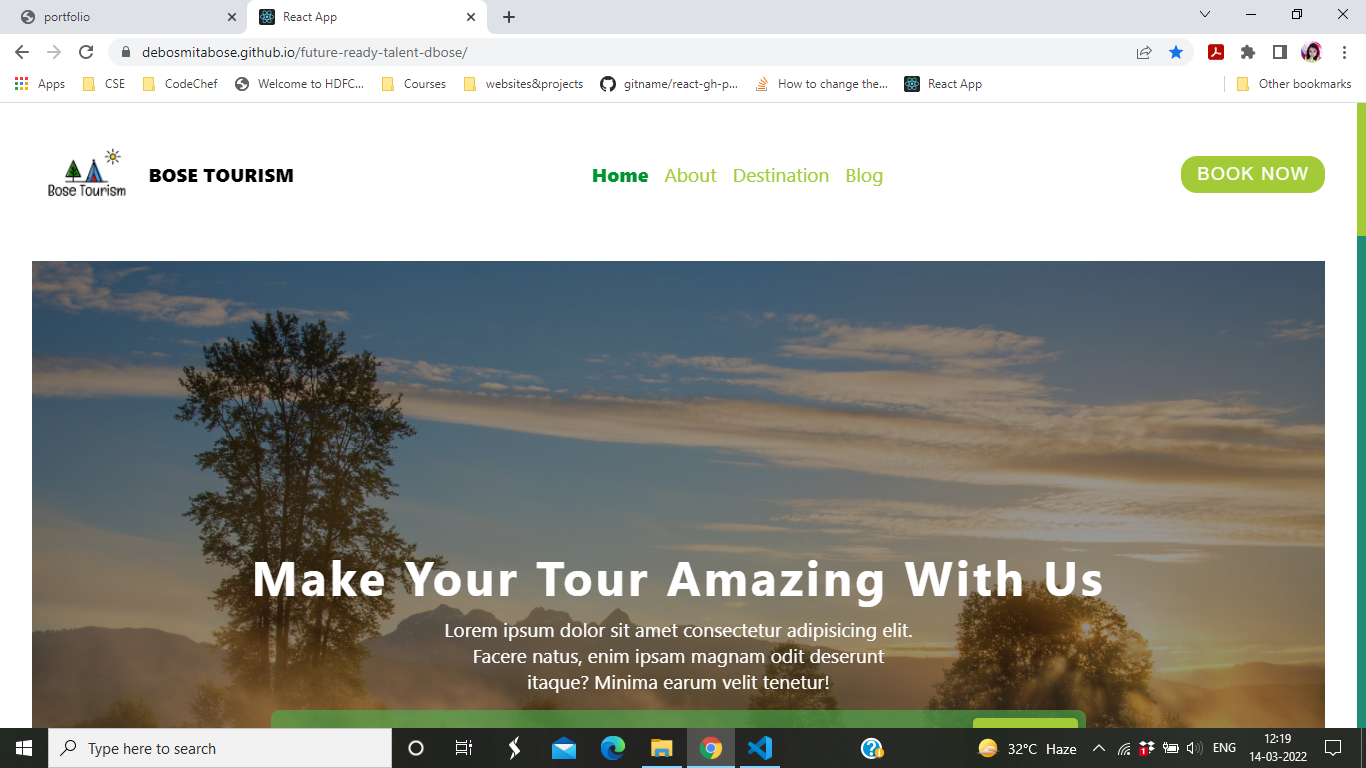 portfolio
React App
debosmitabose.github.io/future-ready-talent-dbose/
Apps
CSE
CodeChef
Welcome to HDFC...
Courses
websites&projects
gitname/react-gh-p...
How to change the...
React App
Other bookmarks
Bose Tourism
BOSE TOURISM
Home
About
Destination
Blog
BOOK NOW
Make Your Tour Amazing With Us
Lorem ipsum dolor sit amet consectetur adipisicing elit.
Facere natus, enim ipsam magnam odit deserunt
itaque? Minima earum velit tenetur!
Type here to search
1
32°C Haze
ENG
12:19
14-03-2022